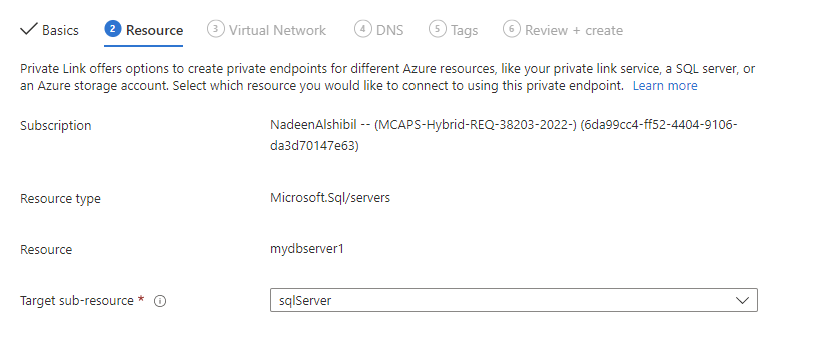 Basics 2 Resource 3 Virtual Network 4 DNS 5 Tags 6 Review + create
Private Link offers options to create private endpoints for different Azure resources, like your private link service, a SQL server, or
an Azure storage account. Select which resource you would like to connect to using this private endpoint. Learn more
Subscription NadeenAlshibil -- (MCAPS-Hybrid-REQ-38203-2022-) (6da99cc4-ff52-4404-9106-
da3d70147e63)
Resource type Microsoft.Sql/servers
Resource mydbserver1
Target sub-resource * sqlServer